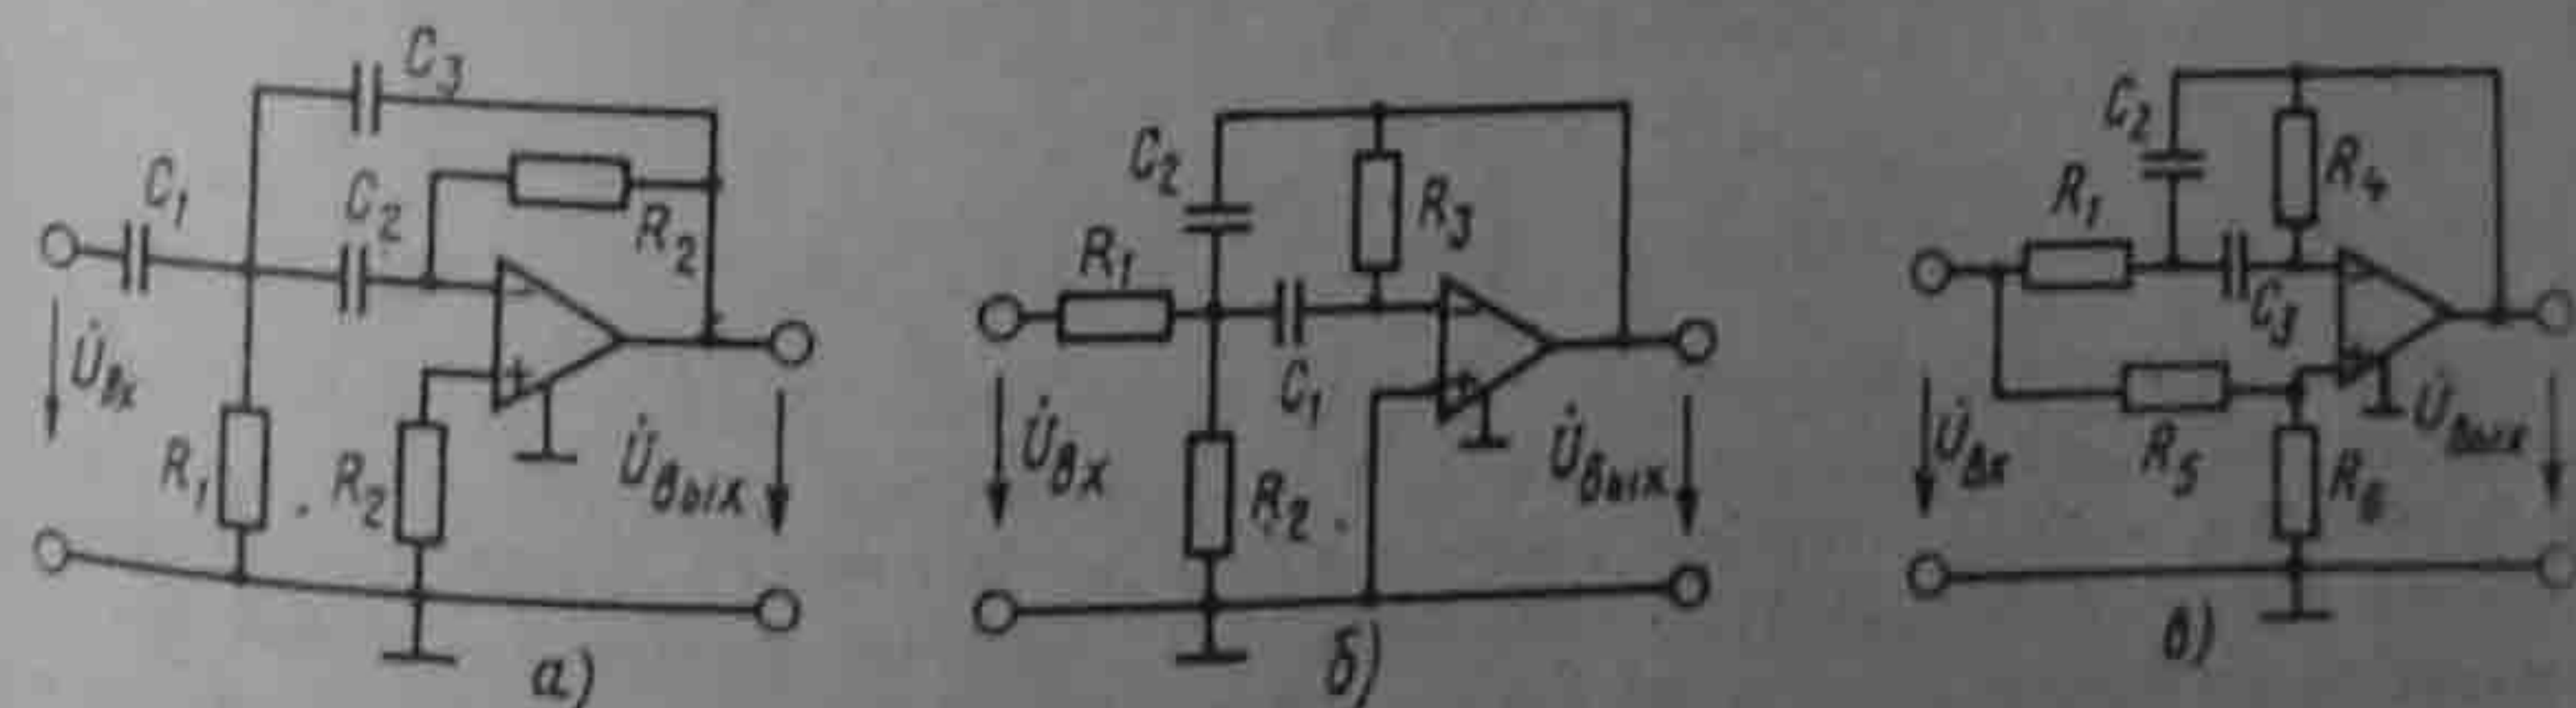 C₃
C₁
C₂
R₂
−
+
U̇вх
R₁
R₂
U̇вых
а)
C₂
R₃
R₁
C₁
−
+
U̇вх
R₂
U̇вых
б)
C₂
R₄
R₁
C₃
−
+
U̇вх
R₅
R₆
U̇вых
в)